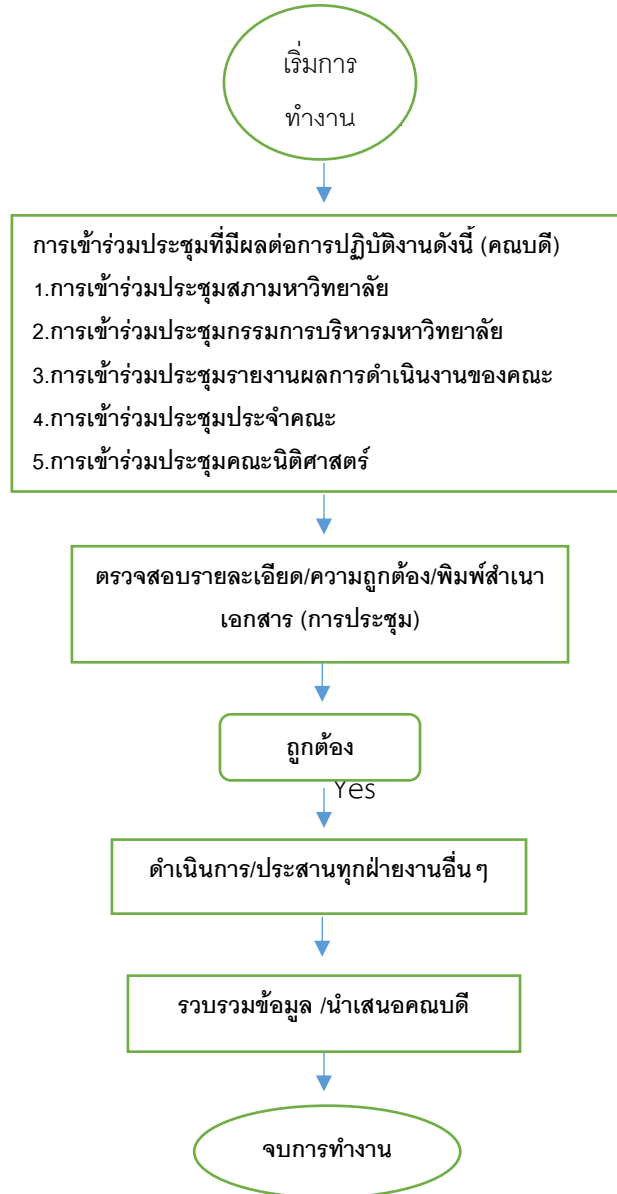 เริ่มการ
ทำงาน
การเข้าร่วมประชุมที่มีผลต่อการปฏิบัติงานดังนี้ (คณบดี)
1.การเข้าร่วมประชุมสภามหาวิทยาลัย
2.การเข้าร่วมประชุมกรรมการบริหารมหาวิทยาลัย
3.การเข้าร่วมประชุมรายงานผลการดำเนินงานของคณะ
4.การเข้าร่วมประชุมประจำคณะ
5.การเข้าร่วมประชุมคณะนิติศาสตร์
ตรวจสอบรายละเอียด/ความถูกต้อง/พิมพ์สำเนา
เอกสาร (การประชุม)
ถูกต้อง
Yes
ดำเนินการ/ประสานทุกฝ่ายงานอื่น ๆ
รวบรวมข้อมูล /นำเสนอคณบดี
จบการทำงาน